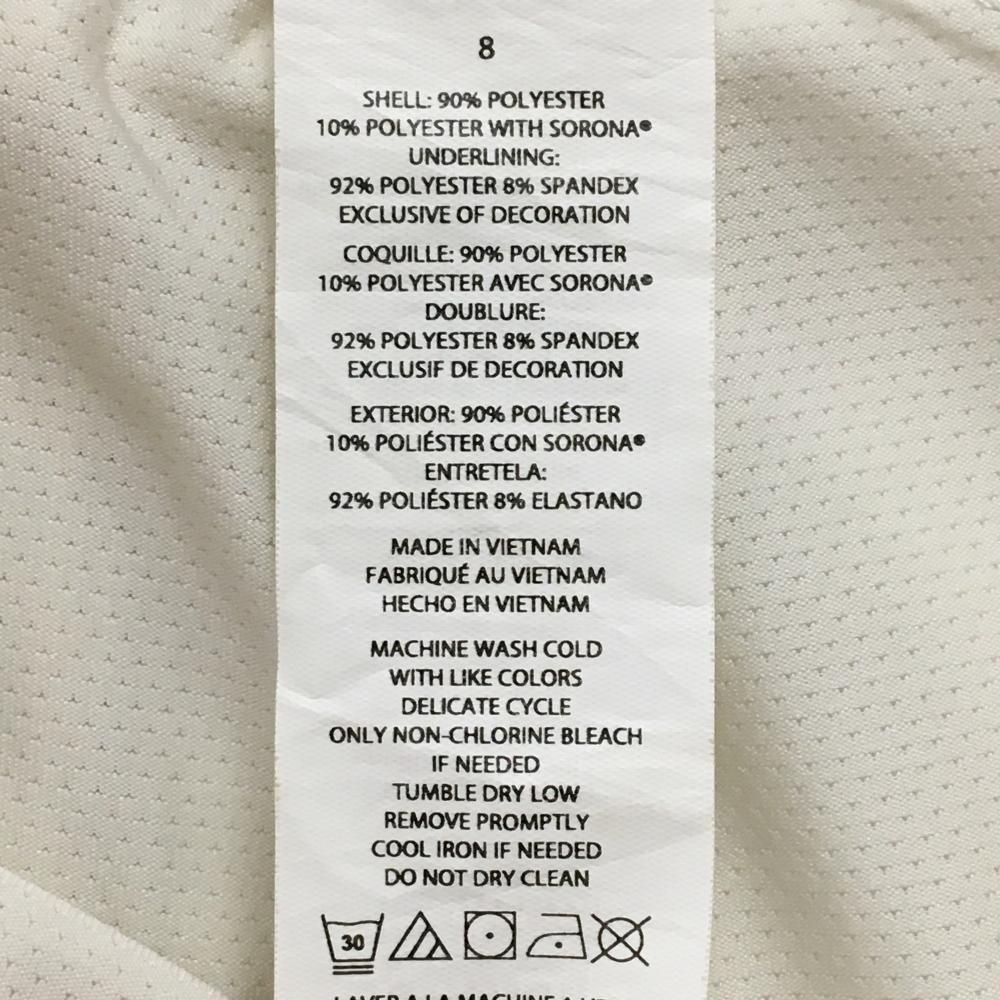 8
SHELL: 90% POLYESTER
10% POLYESTER WITH SORONA®
UNDERLINING:
92% POLYESTER 8% SPANDEX
EXCLUSIVE OF DECORATION
COQUILLE: 90% POLYESTER
10% POLYESTER AVEC SORONA®
DOUBLURE:
92% POLYESTER 8% SPANDEX
EXCLUSIF DE DECORATION
EXTERIOR: 90% POLIÉSTER
10% POLIÉSTER CON SORONA®
ENTRETELA:
92% POLIÉSTER 8% ELASTANO
MADE IN VIETNAM
FABRIQUÉ AU VIETNAM
HECHO EN VIETNAM
MACHINE WASH COLD
WITH LIKE COLORS
DELICATE CYCLE
ONLY NON-CHLORINE BLEACH
IF NEEDED
TUMBLE DRY LOW
REMOVE PROMPTLY
COOL IRON IF NEEDED
DO NOT DRY CLEAN
30
LAVER A LA MACHINE A